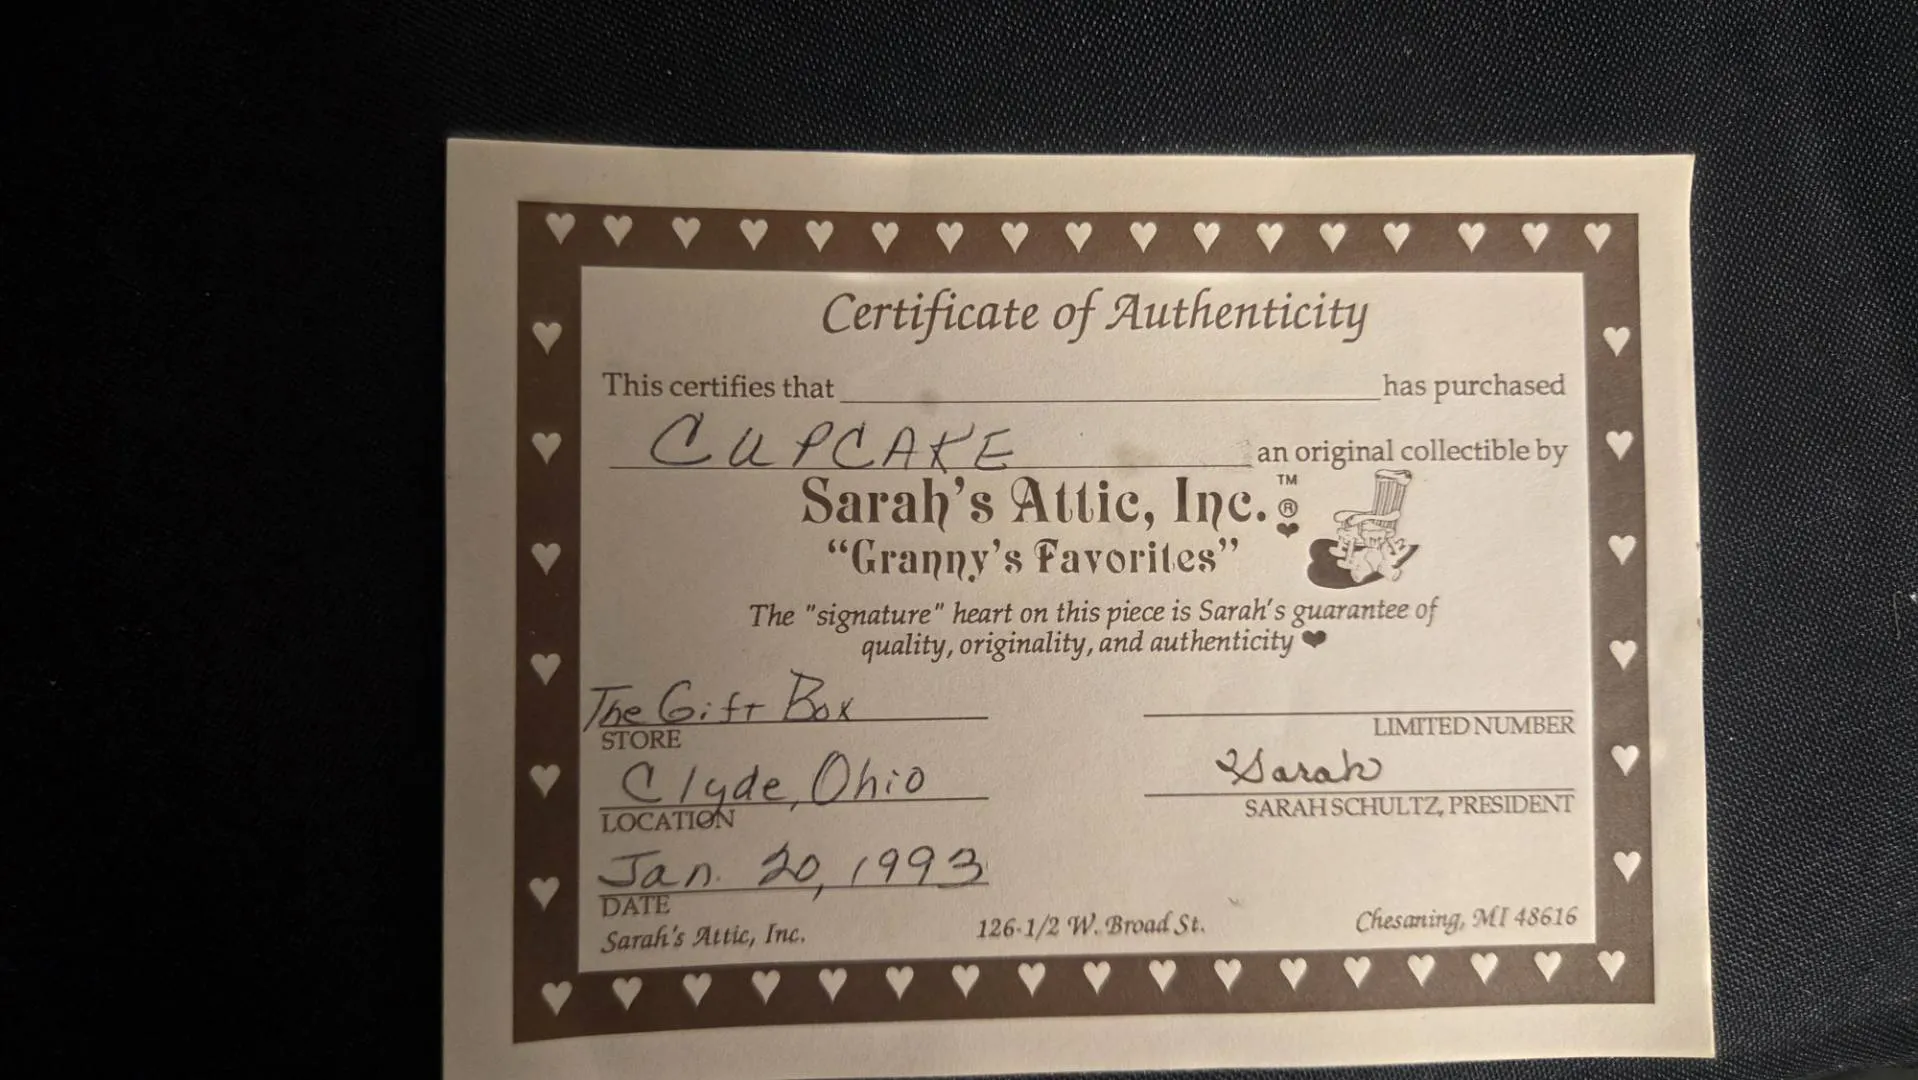 Certificate of Authenticity
This certifies that ____ has purchased
CUPCAKE an original collectible by
Sarah's Attic, Inc. ™ ®
"Granny's Favorites"
The "signature" heart on this piece is Sarah's guarantee of
quality, originality, and authenticity ♥
The Gift Box
STORE
LIMITED NUMBER
Clyde, Ohio
LOCATION
Sarah
SARAH SCHULTZ, PRESIDENT
Jan. 20, 1993
DATE
Sarah's Attic, Inc. 126-1/2 W. Broad St. Chesaning, MI 48616